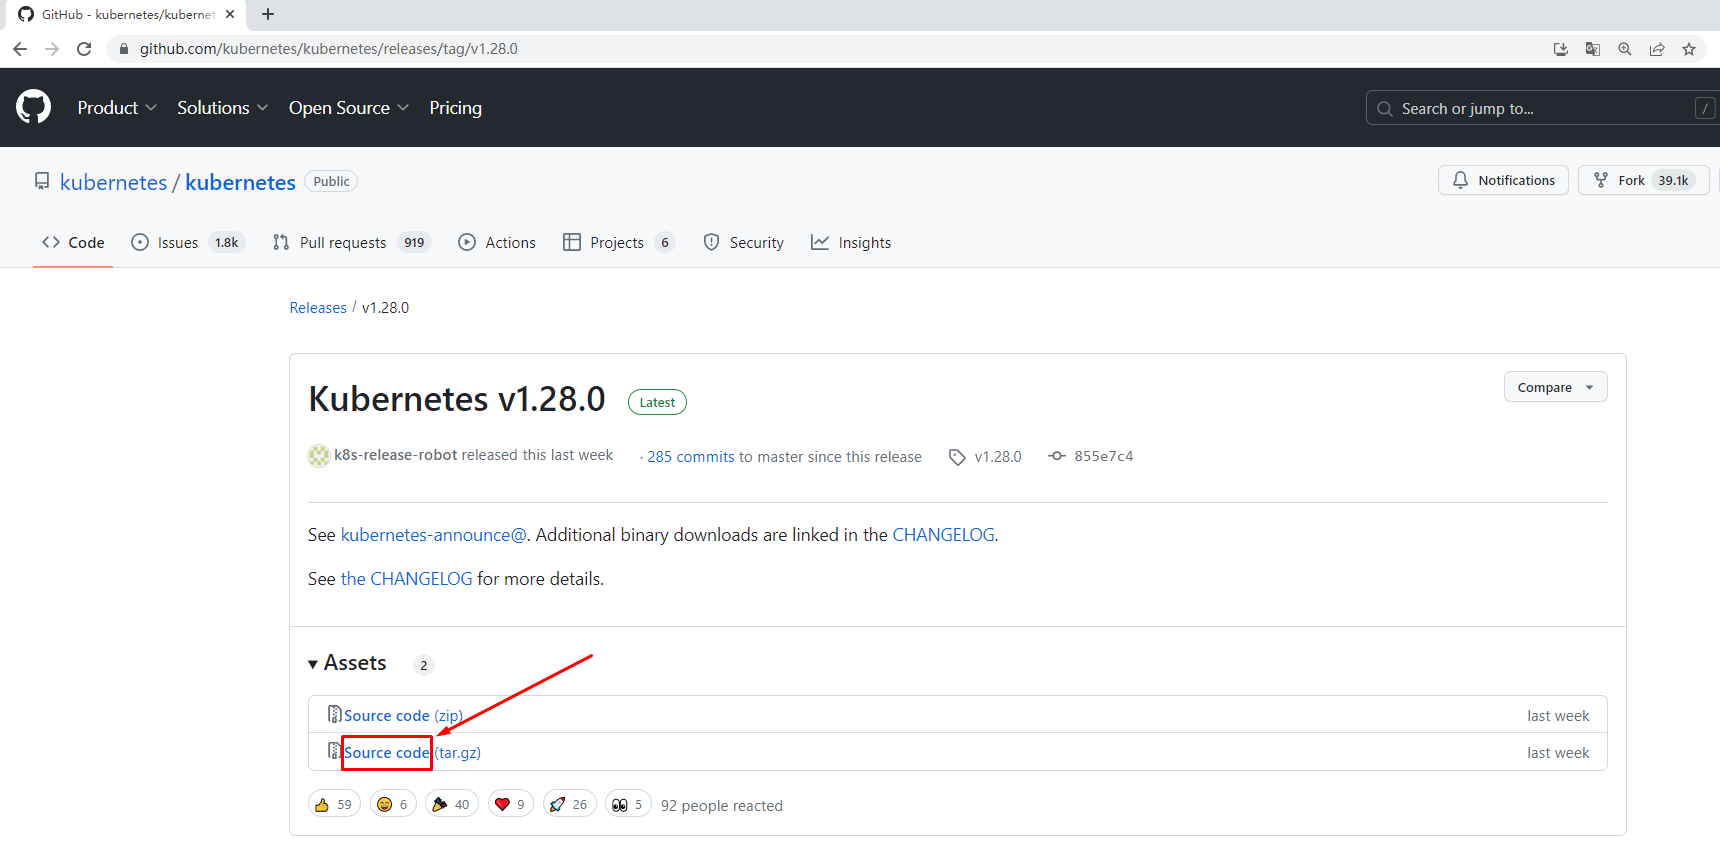 GitHub - kubernetes/kubernet
github.com/kubernetes/kubernetes/releases/tag/v1.28.0
Product Solutions Open Source Pricing Search or jump to... /
kubernetes / kubernetes Public Notifications Fork 39.1k
Code Issues 1.8k Pull requests 919 Actions Projects 6 Security Insights
Releases / v1.28.0
Kubernetes v1.28.0 Latest Compare
k8s-release-robot released this last week · 285 commits to master since this release v1.28.0 855e7c4
See kubernetes-announce@. Additional binary downloads are linked in the CHANGELOG.
See the CHANGELOG for more details.
Assets 2
Source code (zip) last week
Source code (tar.gz) last week
59 6 40 9 26 5 92 people reacted